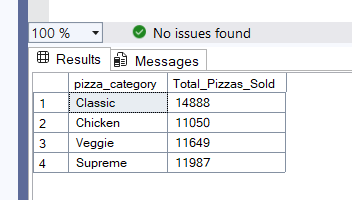 100 %
No issues found
Results Messages
pizza_category Total_Pizzas_Sold
1 Classic 14888
2 Chicken 11050
3 Veggie 11649
4 Supreme 11987